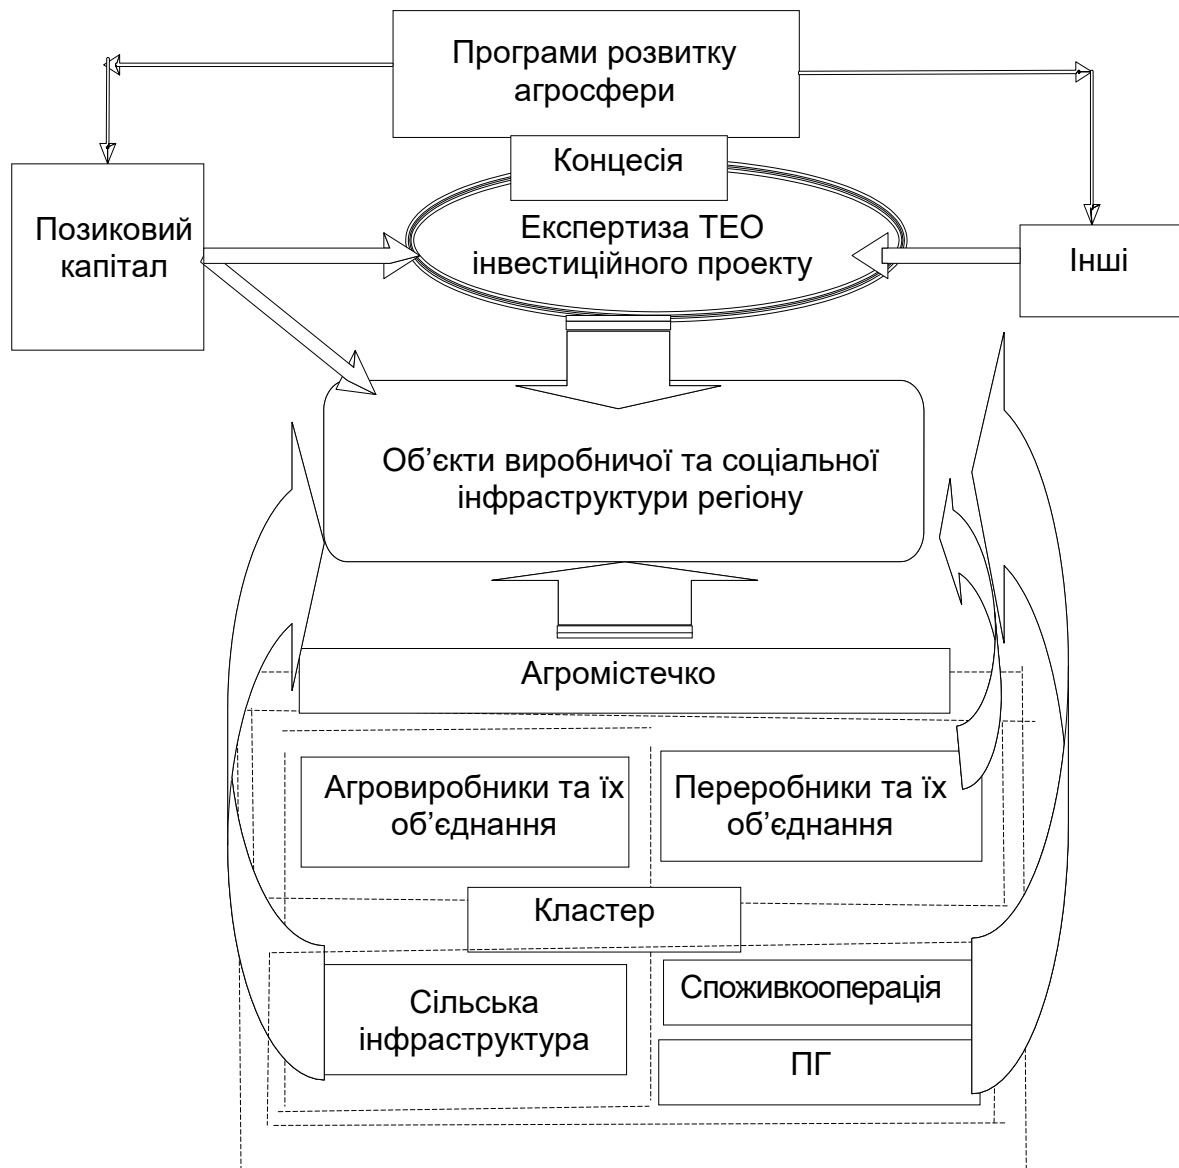 Програми розвитку
агросфери
Концесія
Позиковий
капітал
Експертиза ТЕО
інвестиційного проекту
Інші
Об’єкти виробничої та соціальної
інфраструктури регіону
Агромістечко
Агровиробники та їх
об’єднання
Переробники та їх
об’єднання
Кластер
Сільська
інфраструктура
Споживкооперація
ПГ